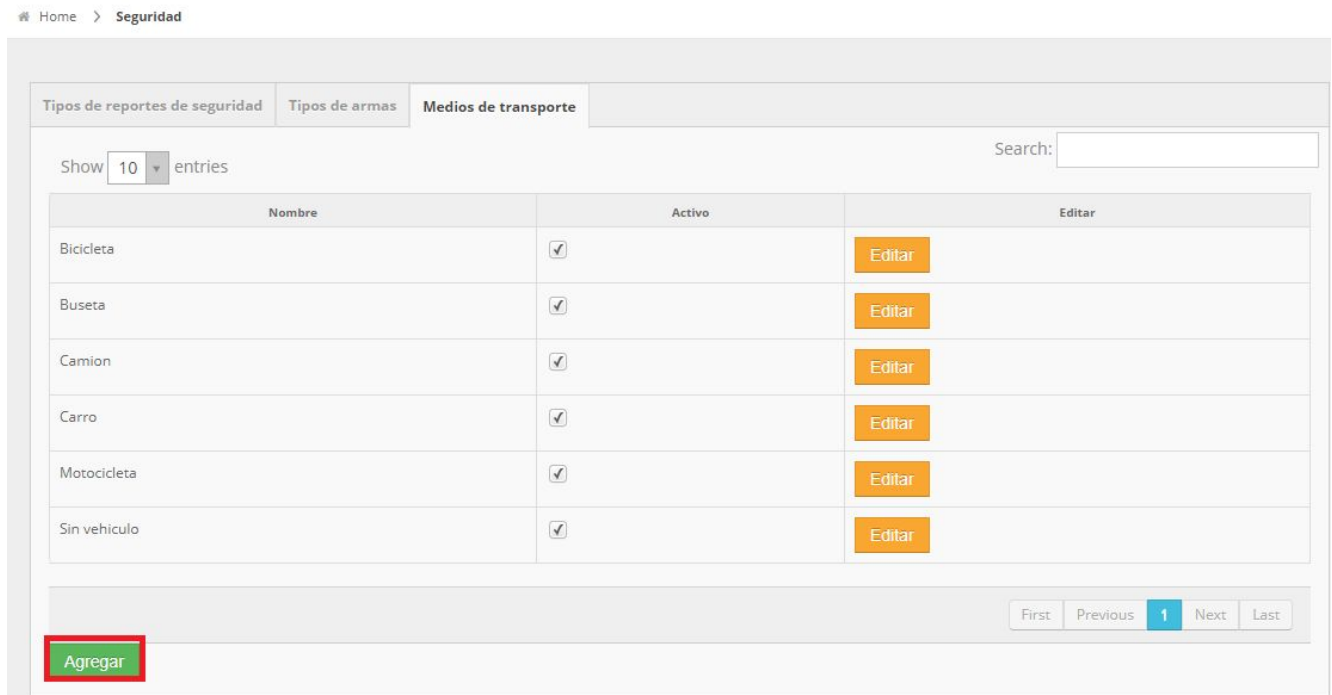 Home > Seguridad
Tipos de reportes de seguridad Tipos de armas Medios de transporte
Show 10 entries Search:
Nombre Activo Editar
Bicicleta Editar
Buseta Editar
Camion Editar
Carro Editar
Motocicleta Editar
Sin vehiculo Editar
First Previous 1 Next Last
Agregar